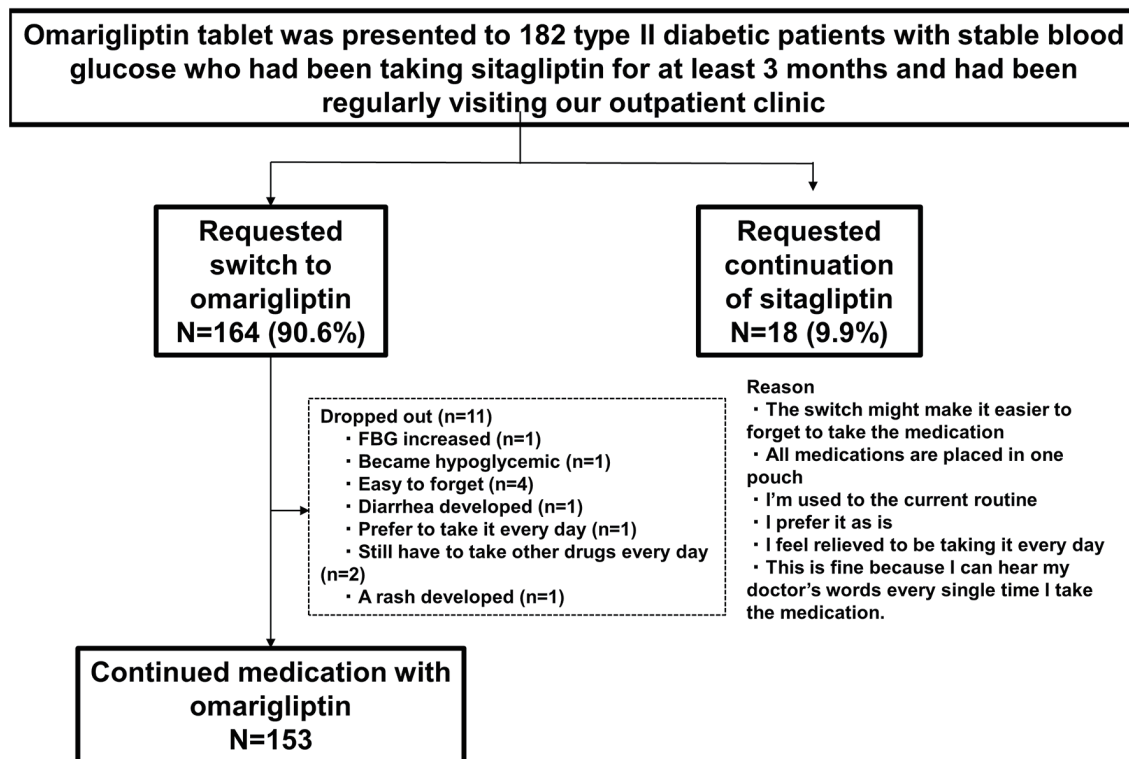 Omarigliptin tablet was presented to 182 type II diabetic patients with stable blood
glucose who had been taking sitagliptin for at least 3 months and had been
regularly visiting our outpatient clinic
Requested
switch to
omarigliptin
N=164 (90.6%)
Requested
continuation
of sitagliptin
N=18 (9.9%)
Dropped out (n=11)
・FBG increased (n=1)
・Became hypoglycemic (n=1)
・Easy to forget (n=4)
・Diarrhea developed (n=1)
・Prefer to take it every day (n=1)
・Still have to take other drugs every day
(n=2)
・A rash developed (n=1)
Reason
・The switch might make it easier to
forget to take the medication
・All medications are placed in one
pouch
・I’m used to the current routine
・I prefer it as is
・I feel relieved to be taking it every day
・This is fine because I can hear my
doctor’s words every single time I take
the medication.
Continued medication with
omarigliptin
N=153